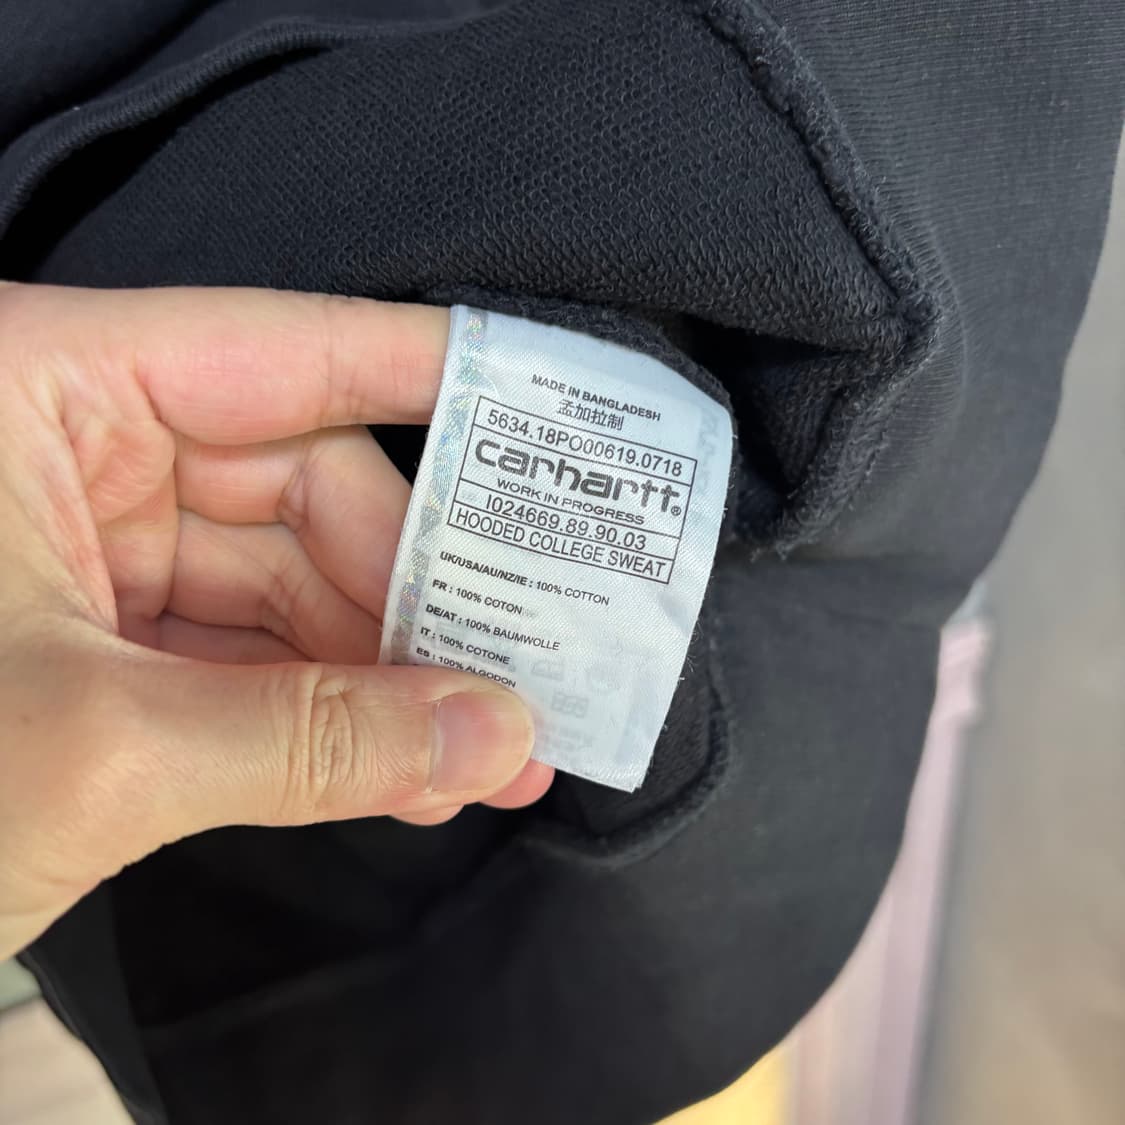 MADE IN BANGLADESH
孟加拉制
5634.18PO00619.0718
carhartt®
WORK IN PROGRESS
I024669.89.90.03
HOODED COLLEGE SWEAT
UK/USA/AU/NZ/IE : 100% COTTON
FR : 100% COTON
DE/AT : 100% BAUMWOLLE
IT : 100% COTONE
ES : 100% ALGODON